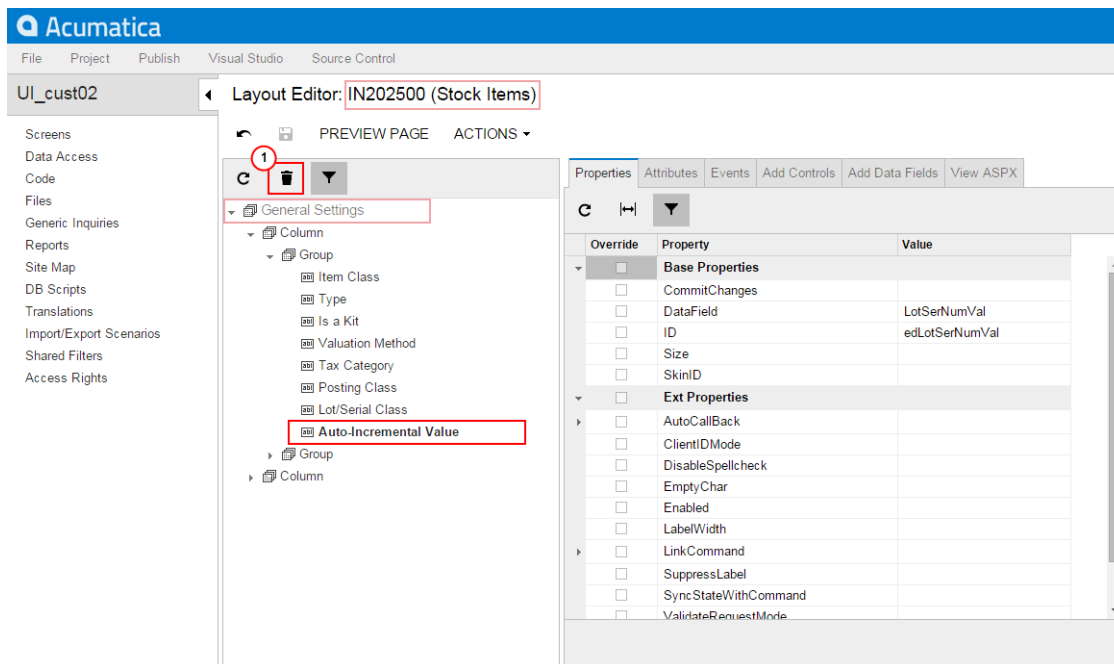 Acumatica
File Project Publish Visual Studio Source Control
UI_cust02
Layout Editor: IN202500 (Stock Items)
Screens
Data Access
Code
Files
Generic Inquiries
Reports
Site Map
DB Scripts
Translations
Import/Export Scenarios
Shared Filters
Access Rights
PREVIEW PAGE ACTIONS
1
General Settings
Column
Group
Item Class
Type
Is a Kit
Valuation Method
Tax Category
Posting Class
Lot/Serial Class
Auto-Incremental Value
Group
Column
Properties Attributes Events Add Controls Add Data Fields View ASPX
Override Property Value
Base Properties
CommitChanges
DataField LotSerNumVal
ID edLotSerNumVal
Size
SkinID
Ext Properties
AutoCallBack
ClientIDMode
DisableSpellcheck
EmptyChar
Enabled
LabelWidth
LinkCommand
SuppressLabel
SyncStateWithCommand
ValidateRequestMode